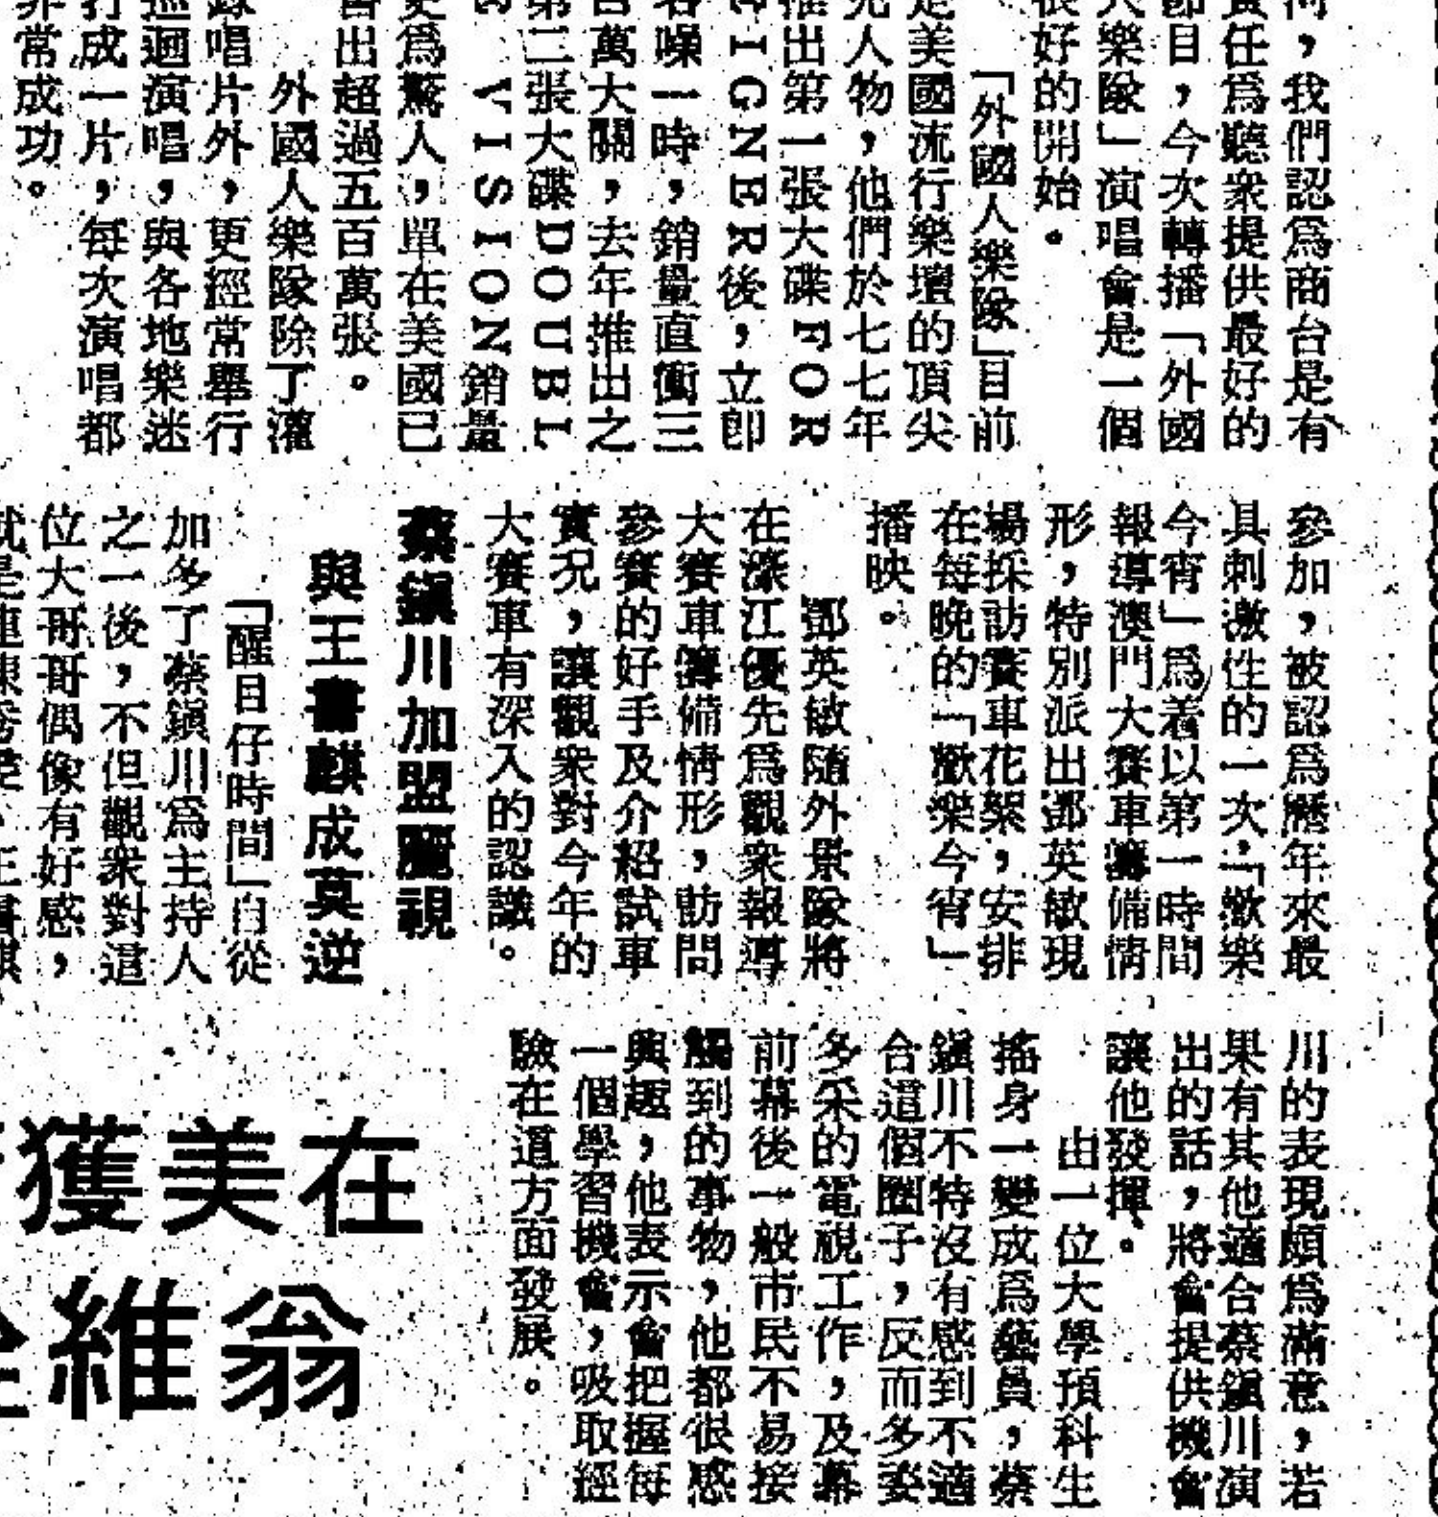 向，我們認爲商台是有
責任爲聽衆提供最好的
節目，今次轉播「外國
人樂隊」演唱會是一個
很好的開始。
「外國人樂隊」目前
是美國流行樂壇的頂尖
人物，他們於七七年
推出第一張大碟FOR
EIGNER後，立卽
名噪一時，銷量直衝三
百萬大關，去年推出之
第二張大碟DOUBL
E VISION銷量
更爲驚人，單在美國已
售出超過五百萬張。
外國人樂隊除了灌
錄唱片外，更經常舉行
巡迴演唱，與各地樂迷
打成一片，每次演唱都
非常成功。
參加，被認爲歷年來最
具刺激性的一次，「歡樂
今宵」爲着以第一時間
報導澳門大賽車籌備情
形，特別派出鄧英敏現
場採訪賽車花絮，安排
在每晚的「歡樂今宵」
播映。
鄧英敏隨外景隊將
在濠江優先爲觀衆報導
大賽車籌備情形，訪問
參賽的好手及介紹試車
實況，讓觀衆對今年的
大賽車有深入的認識。
蔡鎭川加盟麗視
與王書麒成莫逆
「醒目仔時間」自從
加多了蔡鎭川爲主持人
之一後，不但觀衆對這
位大哥哥偶像有好感，
就是連陳秀雯、王書麒
川的表現頗爲滿意，若
果有其他適合蔡鎭川演
出的話，將會提供機會
讓他發揮。
由一位大學預科生
搖身一變成爲藝員，蔡
鎭川不特沒有感到不適
合這個圈子，反而多姿
多采的電視工作，及幕
前幕後一般市民不易接
觸到的事物，他都很感
興趣，他表示會把握每
一個學習機會，吸取經
驗在道方面發展。
在美獲
翁維